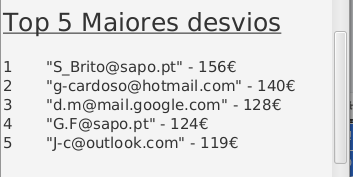 Top 5 Maiores desvios
1 "S_Brito@sapo.pt" - 156€
2 "g-cardoso@hotmail.com" - 140€
3 "d.m@mail.google.com" - 128€
4 "G.F@sapo.pt" - 124€
5 "J-c@outlook.com" - 119€